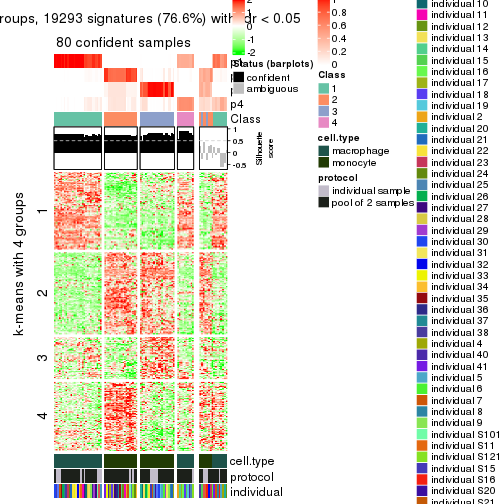 roups, 19293 signatures (76.6%) with
dr < 0.05
80 confident samples
p4
Class
1
0.5
0
-0.5
Silhouette
score
k-means with 4 groups
1
2
3
4
cell.type
protocol
individual
2
1
0
-1
-2
Status (barplots)
confident
ambiguous
0.8
0.6
0.4
0.2
0
Class
1
2
3
4
cell.type
macrophage
monocyte
protocol
individual sample
pool of 2 samples
individual 10
individual 11
individual 12
individual 13
individual 14
individual 15
individual 16
individual 17
individual 18
individual 19
individual 2
individual 20
individual 21
individual 22
individual 23
individual 24
individual 25
individual 26
individual 27
individual 28
individual 29
individual 30
individual 31
individual 32
individual 33
individual 34
individual 35
individual 36
individual 37
individual 38
individual 4
individual 40
individual 41
individual 5
individual 6
individual 7
individual 8
individual 9
individual S101
individual S11
individual S121
individual S15
individual S16
individual S20
individual S21